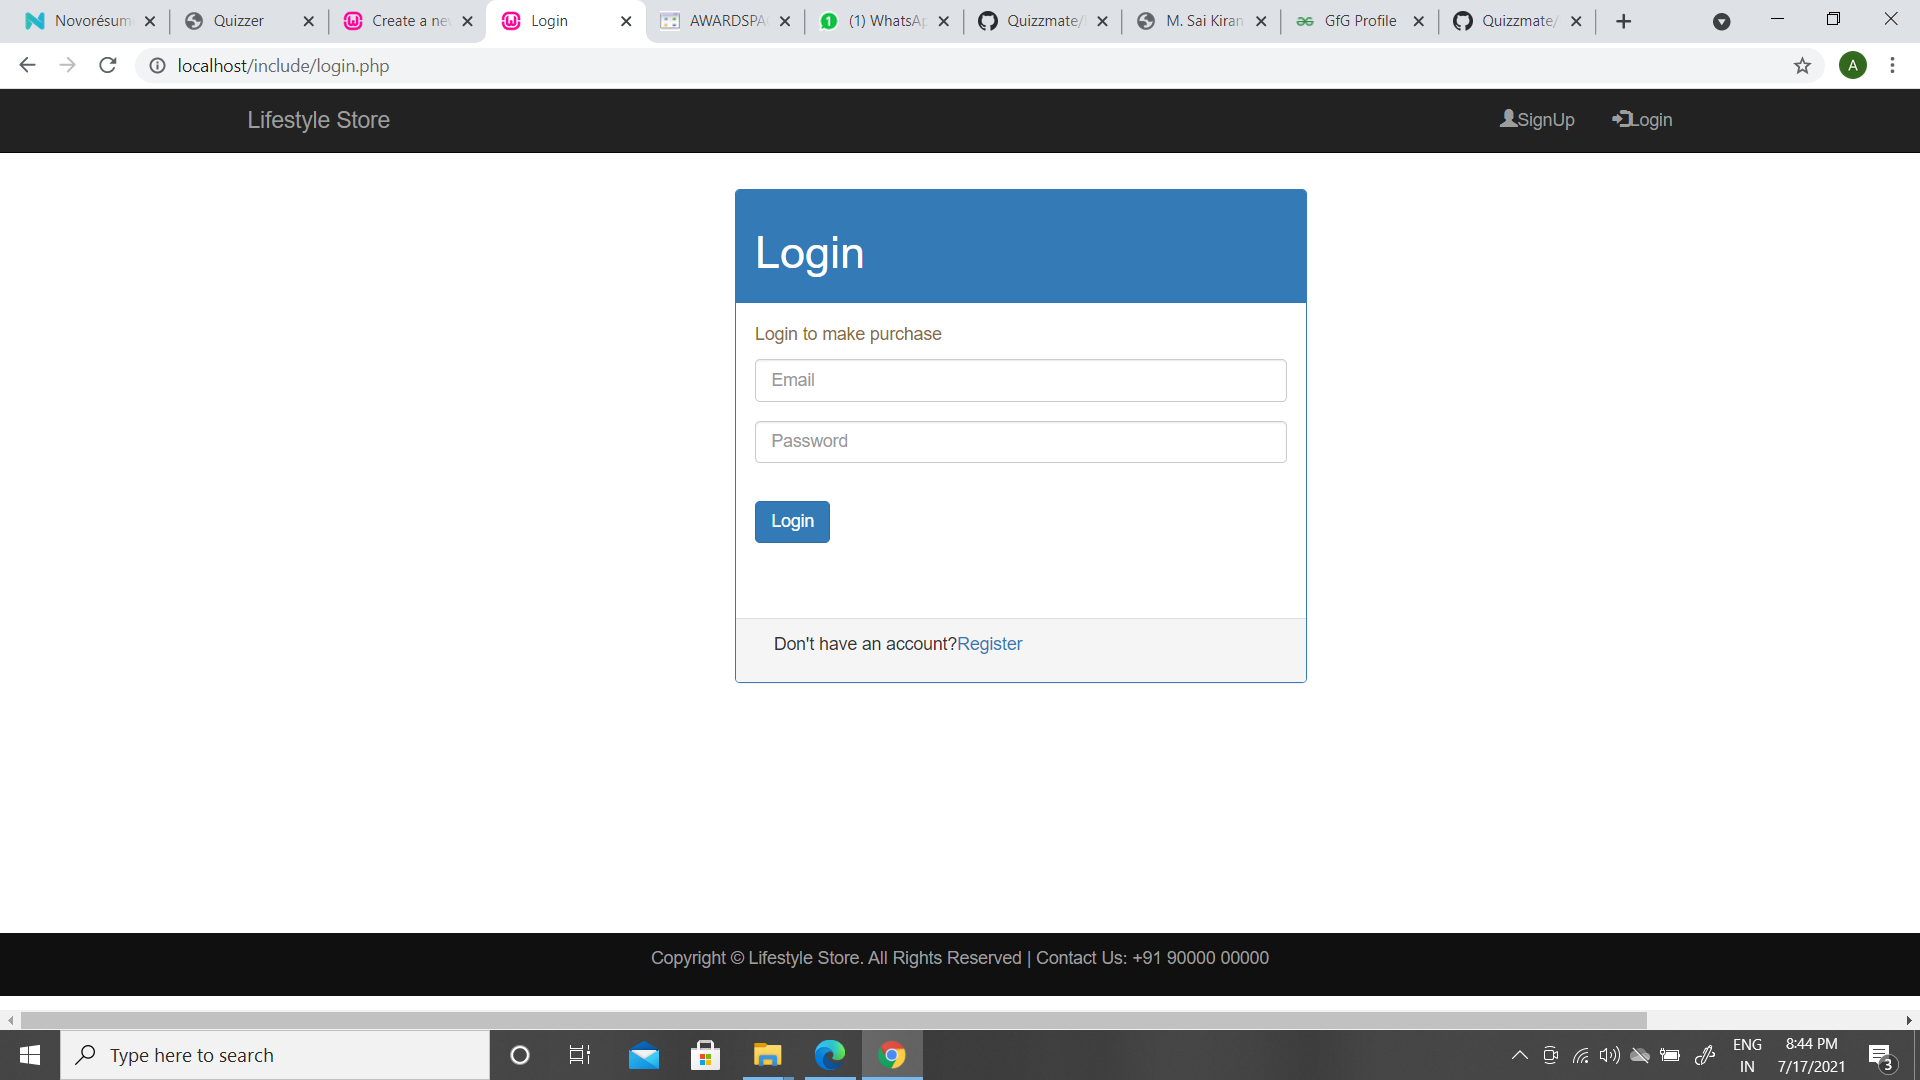 Novorésum
Quizzer
Create a nev
Login
AWARDSPA
(1) WhatsAp
Quizzmate/
M. Sai Kiran
GfG Profile
Quizzmate/
localhost/include/login.php
A
Lifestyle Store
SignUp
Login
Login
Login to make purchase
Email
Password
Login
Don't have an account?Register
Copyright © Lifestyle Store. All Rights Reserved | Contact Us: +91 90000 00000
Type here to search
ENG
IN
8:44 PM
7/17/2021
3